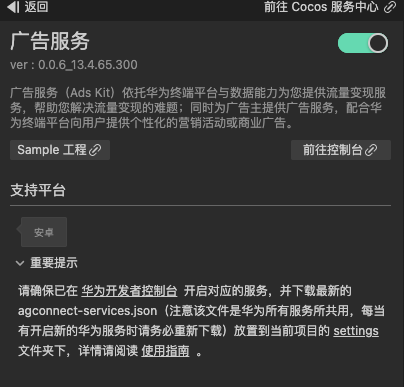 返回
前往 Cocos 服务中心
广告服务
ver : 0.0.6_13.4.65.300
广告服务（Ads Kit）依托华为终端平台与数据能力为您提供流量变现服
务，帮助您解决流量变现的难题；同时为广告主提供广告服务，配合华
为终端平台向用户提供个性化的营销活动或商业广告。
Sample 工程
前往控制台
支持平台
安卓
重要提示
请确保已在 华为开发者控制台 开启对应的服务，并下载最新的
agconnect-services.json（注意该文件是华为所有服务所共用，每当
有开启新的华为服务时请务必重新下载）放置到当前项目的 settings
文件夹下，详情请阅读 使用指南 。